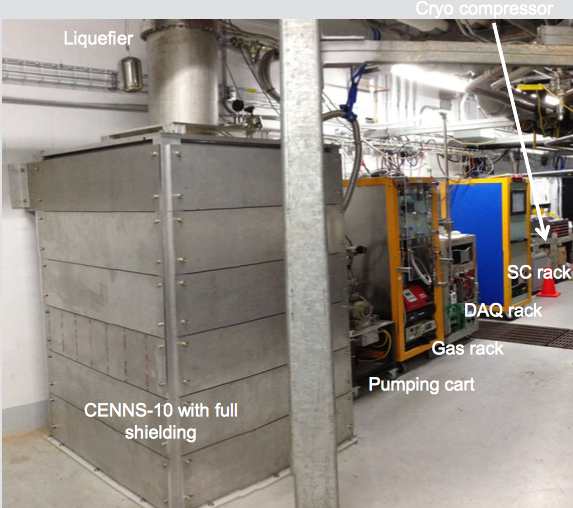 Cryo compressor
Liquefier
SC rack
DAQ rack
Gas rack
Pumping cart
CENNS-10 with full
shielding